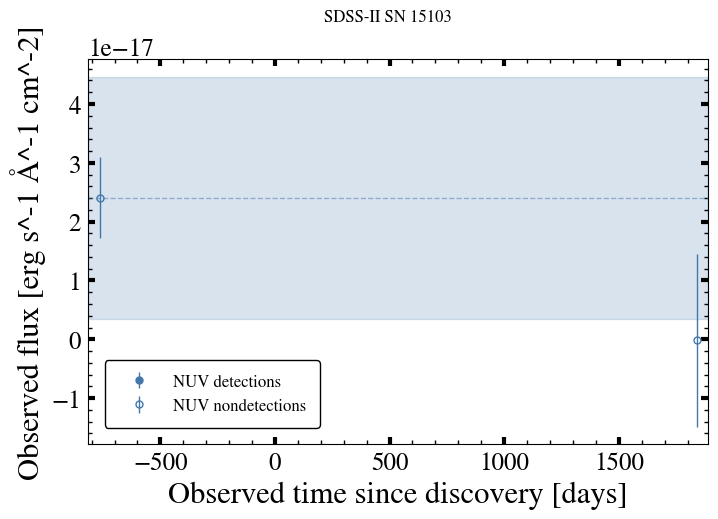 SDSS-II SN 15103
1e−17
Observed flux [erg s^-1 Å^-1 cm^-2]
4
3
2
1
0
−1
NUV detections
NUV nondetections
−500 0 500 1000 1500
Observed time since discovery [days]